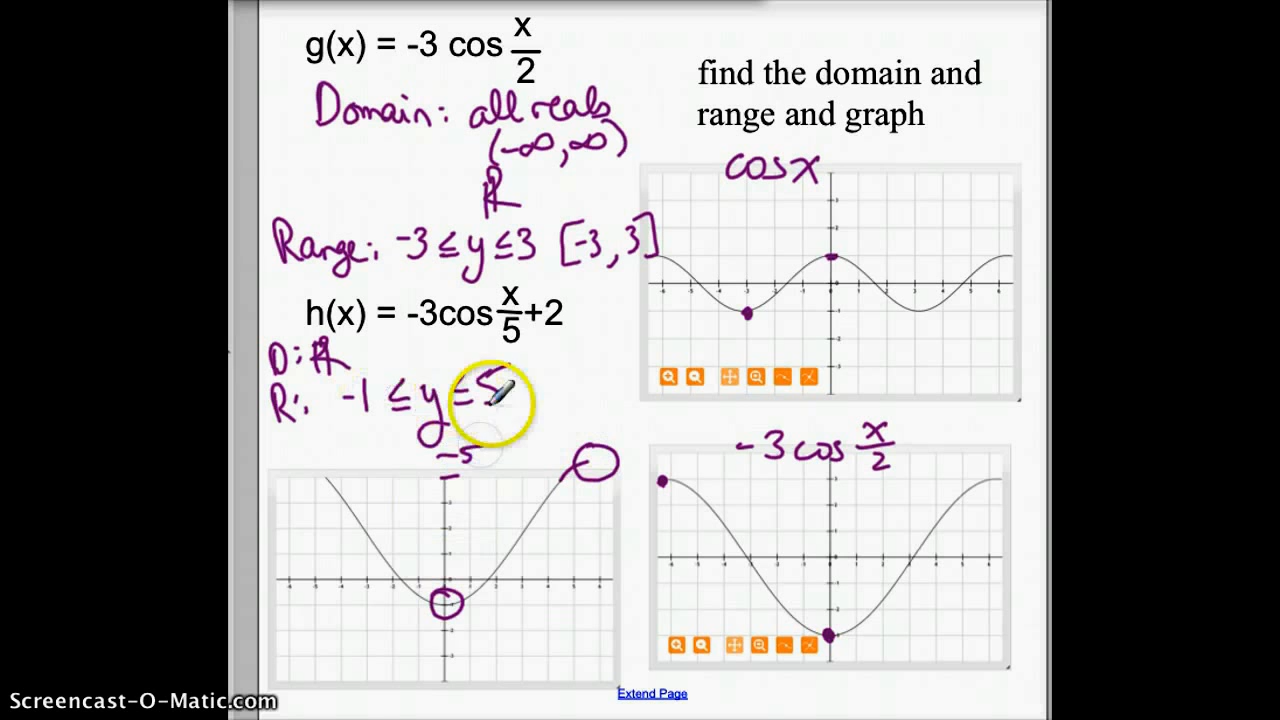 g(x) = -3 cos x/2
Domain: all reals
(-∞, ∞)
ℝ
Range: -3 ≤ y ≤ 3 [-3, 3]
h(x) = -3cos x/5 +2
D: ℝ
R: -1 ≤ y ≤ 5
-5
find the domain and
range and graph
cos x
-3 cos x/2
Extend Page
Screencast-O-Matic.com